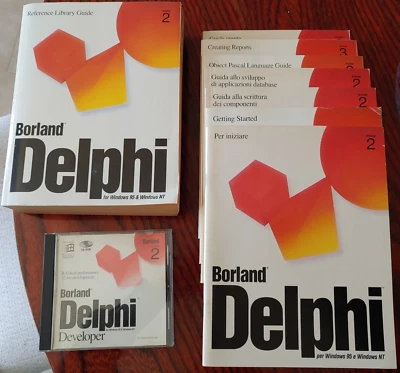 Reference Library Guide
2
Borland
Delphi
for Windows 95 & Windows NT
Creating Reports
3
Object Pascal Language Guide
2
Guida allo sviluppo
di applicazioni database
2
Guida alla scrittura
dei componenti
2
Getting Started
Per iniziare
2
Borland
Delphi
per Windows 95 e Windows NT
Borland
2
Borland
Delphi
Developer